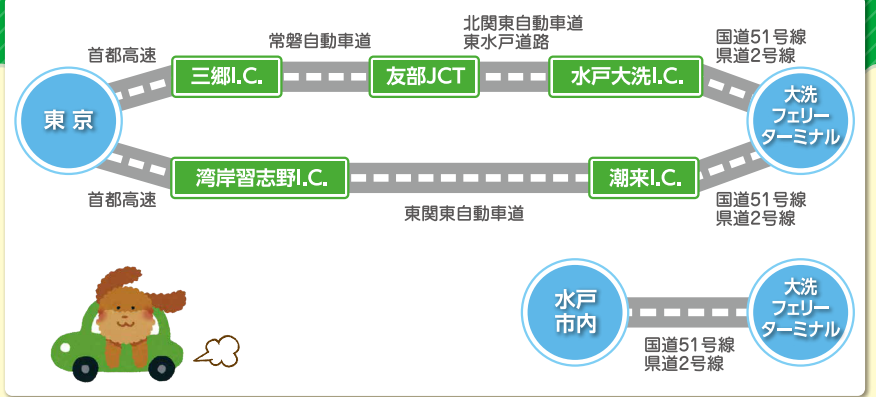 東京
首都高速
三郷I.C.
常磐自動車道
友部JCT
北関東自動車道
東水戸道路
水戸大洗I.C.
国道51号線
県道2号線
大洗
フェリー
ターミナル
首都高速
湾岸習志野I.C.
東関東自動車道
潮来I.C.
国道51号線
県道2号線
水戸
市内
国道51号線
県道2号線
大洗
フェリー
ターミナル